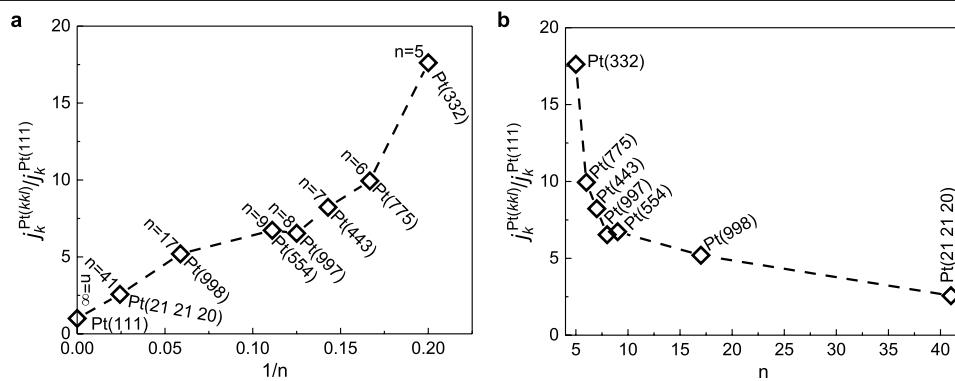 a
20
15
10
5
0
j_k^Pt(kkl)/j_k^Pt(111)
n=∞
Pt(111)
n=41
Pt(21 21 20)
n=17
Pt(998)
n=9
Pt(554)
n=8
Pt(997)
n=7
Pt(443)
n=6
Pt(775)
n=5
Pt(332)
0.00 0.05 0.10 0.15 0.20
1/n
b
20
15
10
5
0
j_k^Pt(kkl)/j_k^Pt(111)
Pt(332)
Pt(775)
Pt(443)
Pt(997)
Pt(554)
Pt(998)
Pt(21 21 20)
5 10 15 20 25 30 35 40
n